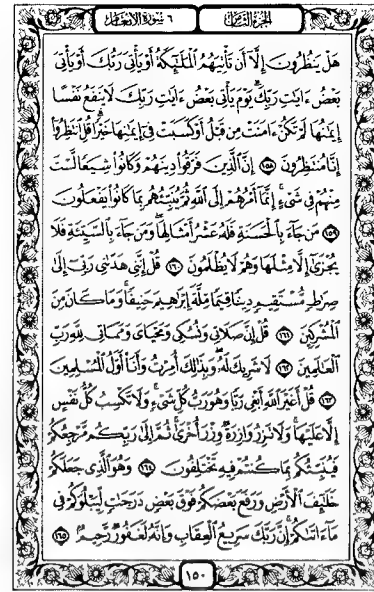 الجزء الثامن
٦ سورة الأنعام
هَلْ يَنظُرُونَ إِلَّا أَن تَأْتِيَهُمُ الْمَلَٰٓئِكَةُ أَوْ يَأْتِيَ رَبُّكَ أَوْ يَأْتِيَ
بَعْضُ ءَايَٰتِ رَبِّكَ يَوْمَ يَأْتِى بَعْضُ ءَايَٰتِ رَبِّكَ لَا يَنفَعُ نَفْسًا
إِيمَٰنُهَا لَمْ تَكُنْ ءَامَنَتْ مِن قَبْلُ أَوْ كَسَبَتْ فِىٓ إِيمَٰنِهَا خَيْرًا قُلِ ٱنتَظِرُوٓا۟
إِنَّا مُنتَظِرُونَ ١٥٨ إِنَّ ٱلَّذِينَ فَرَّقُوا۟ دِينَهُمْ وَكَانُوا۟ شِيَعًا لَّسْتَ
مِنْهُمْ فِى شَىْءٍ إِنَّمَآ أَمْرُهُمْ إِلَى ٱللَّهِ ثُمَّ يُنَبِّئُهُم بِمَا كَانُوا۟ يَفْعَلُونَ
١٥٩ مَن جَآءَ بِٱلْحَسَنَةِ فَلَهُۥ عَشْرُ أَمْثَالِهَا وَمَن جَآءَ بِٱلسَّيِّئَةِ فَلَا
يُجْزَىٰٓ إِلَّا مِثْلَهَا وَهُمْ لَا يُظْلَمُونَ ١٦٠ قُلْ إِنَّنِى هَدَىٰنِى رَبِّىٓ إِلَىٰ
صِرَٰطٍ مُّسْتَقِيمٍ دِينًا قِيَمًا مِّلَّةَ إِبْرَٰهِيمَ حَنِيفًا وَمَا كَانَ مِنَ
ٱلْمُشْرِكِينَ ١٦١ قُلْ إِنَّ صَلَاتِى وَنُسُكِى وَمَحْيَاىَ وَمَمَاتِى لِلَّهِ رَبِّ
ٱلْعَٰلَمِينَ ١٦٢ لَا شَرِيكَ لَهُۥ وَبِذَٰلِكَ أُمِرْتُ وَأَنَا۠ أَوَّلُ ٱلْمُسْلِمِينَ
١٦٣ قُلْ أَغَيْرَ ٱللَّهِ أَبْغِى رَبًّا وَهُوَ رَبُّ كُلِّ شَىْءٍ وَلَا تَكْسِبُ كُلُّ نَفْسٍ
إِلَّا عَلَيْهَا وَلَا تَزِرُ وَازِرَةٌ وِزْرَ أُخْرَىٰ ثُمَّ إِلَىٰ رَبِّكُم مَّرْجِعُكُمْ
فَيُنَبِّئُكُم بِمَا كُنتُمْ فِيهِ تَخْتَلِفُونَ ١٦٤ وَهُوَ ٱلَّذِى جَعَلَكُمْ
خَلَٰٓئِفَ ٱلْأَرْضِ وَرَفَعَ بَعْضَكُمْ فَوْقَ بَعْضٍ دَرَجَٰتٍ لِّيَبْلُوَكُمْ فِى
مَآ ءَاتَىٰكُمْ إِنَّ رَبَّكَ سَرِيعُ ٱلْعِقَابِ وَإِنَّهُۥ لَغَفُورٌ رَّحِيمٌ ١٦٥
١٥٠